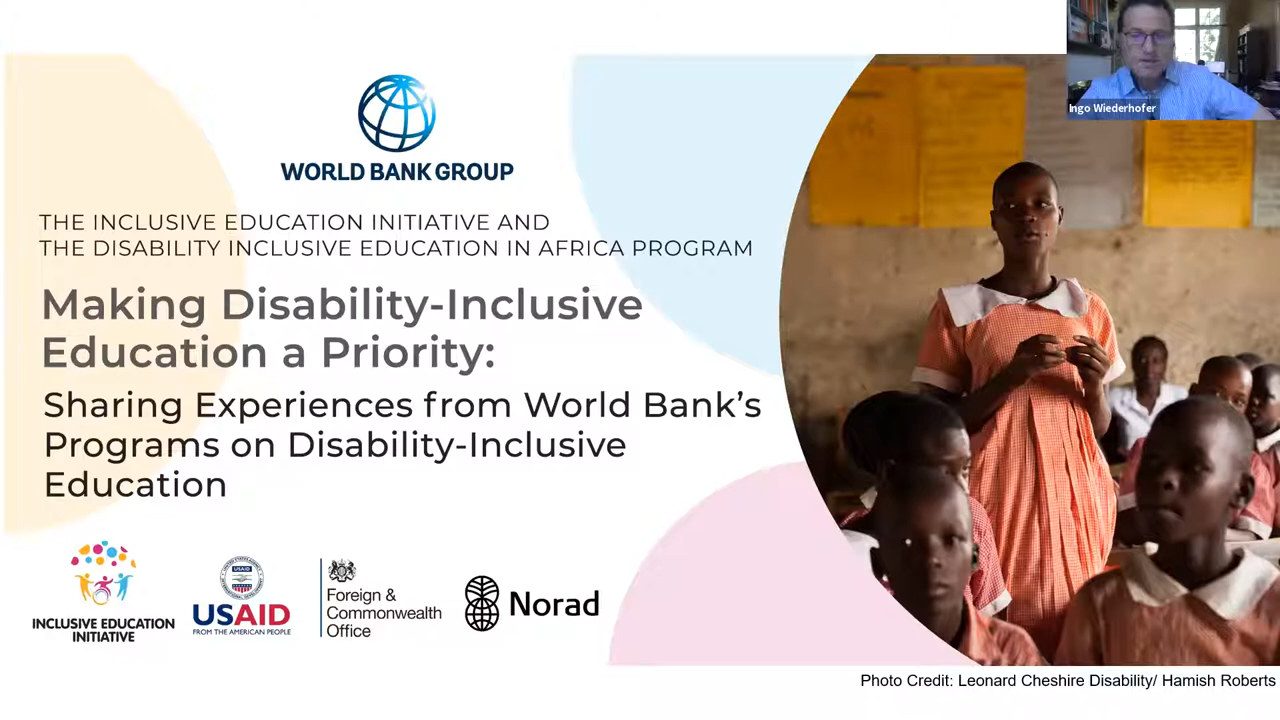 Ingo Wiederhofer
WORLD BANK GROUP
THE INCLUSIVE EDUCATION INITIATIVE AND
THE DISABILITY INCLUSIVE EDUCATION IN AFRICA PROGRAM
Making Disability-Inclusive
Education a Priority:
Sharing Experiences from World Bank's
Programs on Disability-Inclusive
Education
INCLUSIVE EDUCATION
INITIATIVE
USAID
USAID
FROM THE AMERICAN PEOPLE
Foreign &
Commonwealth
Office
Norad
Photo Credit: Leonard Cheshire Disability/ Hamish Roberts